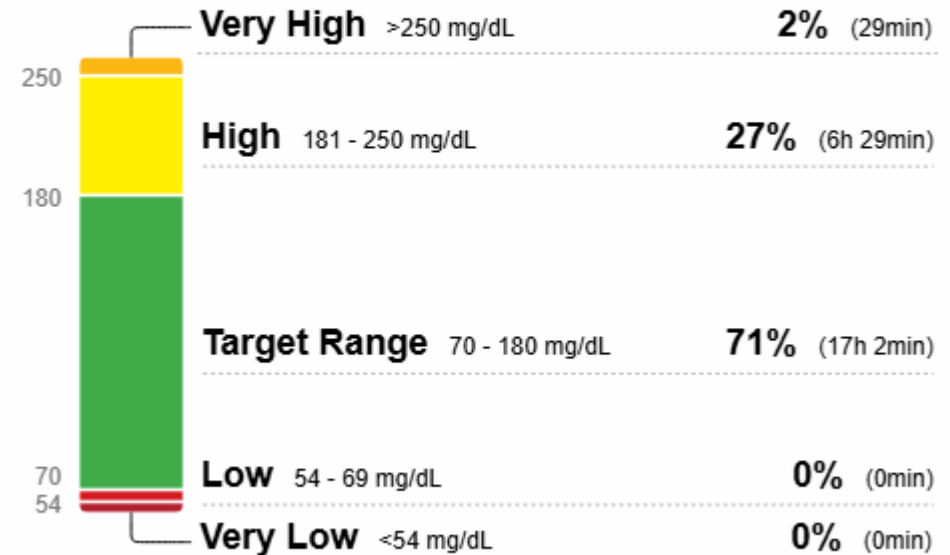 Very High >250 mg/dL 2% (29min)
250
High 181 - 250 mg/dL 27% (6h 29min)
180
Target Range 70 - 180 mg/dL 71% (17h 2min)
70
Low 54 - 69 mg/dL 0% (0min)
54
Very Low <54 mg/dL 0% (0min)